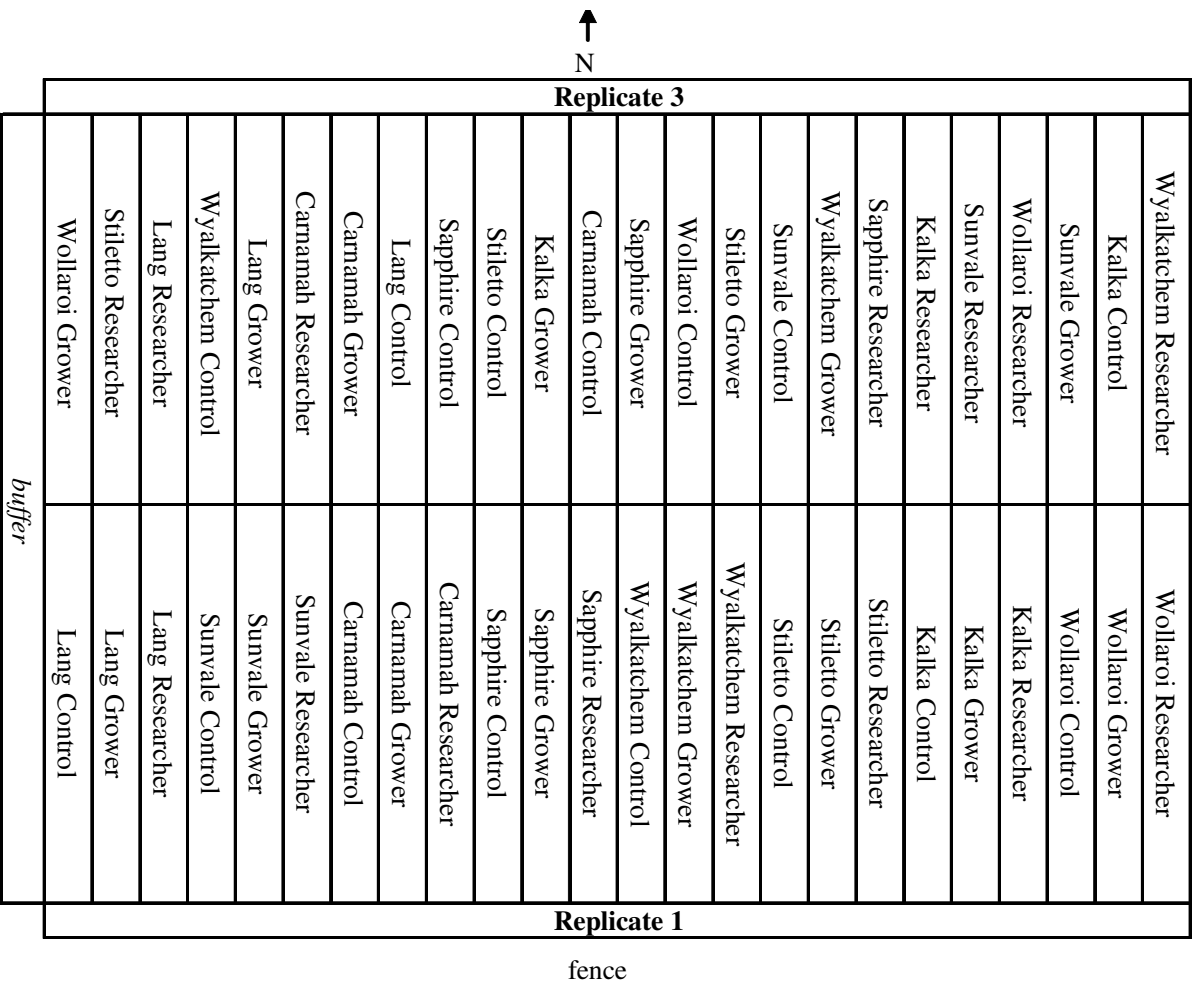 N
Replicate 3
buffer
Wollaroi Grower
Stiletto Researcher
Lang Researcher
Wyalkatchem Control
Lang Grower
Carnamah Researcher
Carnamah Grower
Lang Control
Sapphire Control
Stiletto Control
Kalka Grower
Carnamah Control
Sapphire Grower
Wollaroi Control
Stiletto Grower
Sunvale Control
Wyalkatchem Grower
Sapphire Researcher
Kalka Researcher
Sunvale Researcher
Wollaroi Researcher
Sunvale Grower
Kalka Control
Wyalkatchem Researcher
Lang Control
Lang Grower
Lang Researcher
Sunvale Control
Sunvale Grower
Sunvale Researcher
Carnamah Control
Carnamah Grower
Carnamah Researcher
Sapphire Control
Sapphire Grower
Sapphire Researcher
Wyalkatchem Control
Wyalkatchem Grower
Wyalkatchem Researcher
Stiletto Control
Stiletto Grower
Stiletto Researcher
Kalka Control
Kalka Grower
Kalka Researcher
Wollaroi Control
Wollaroi Grower
Wollaroi Researcher
Replicate 1
fence